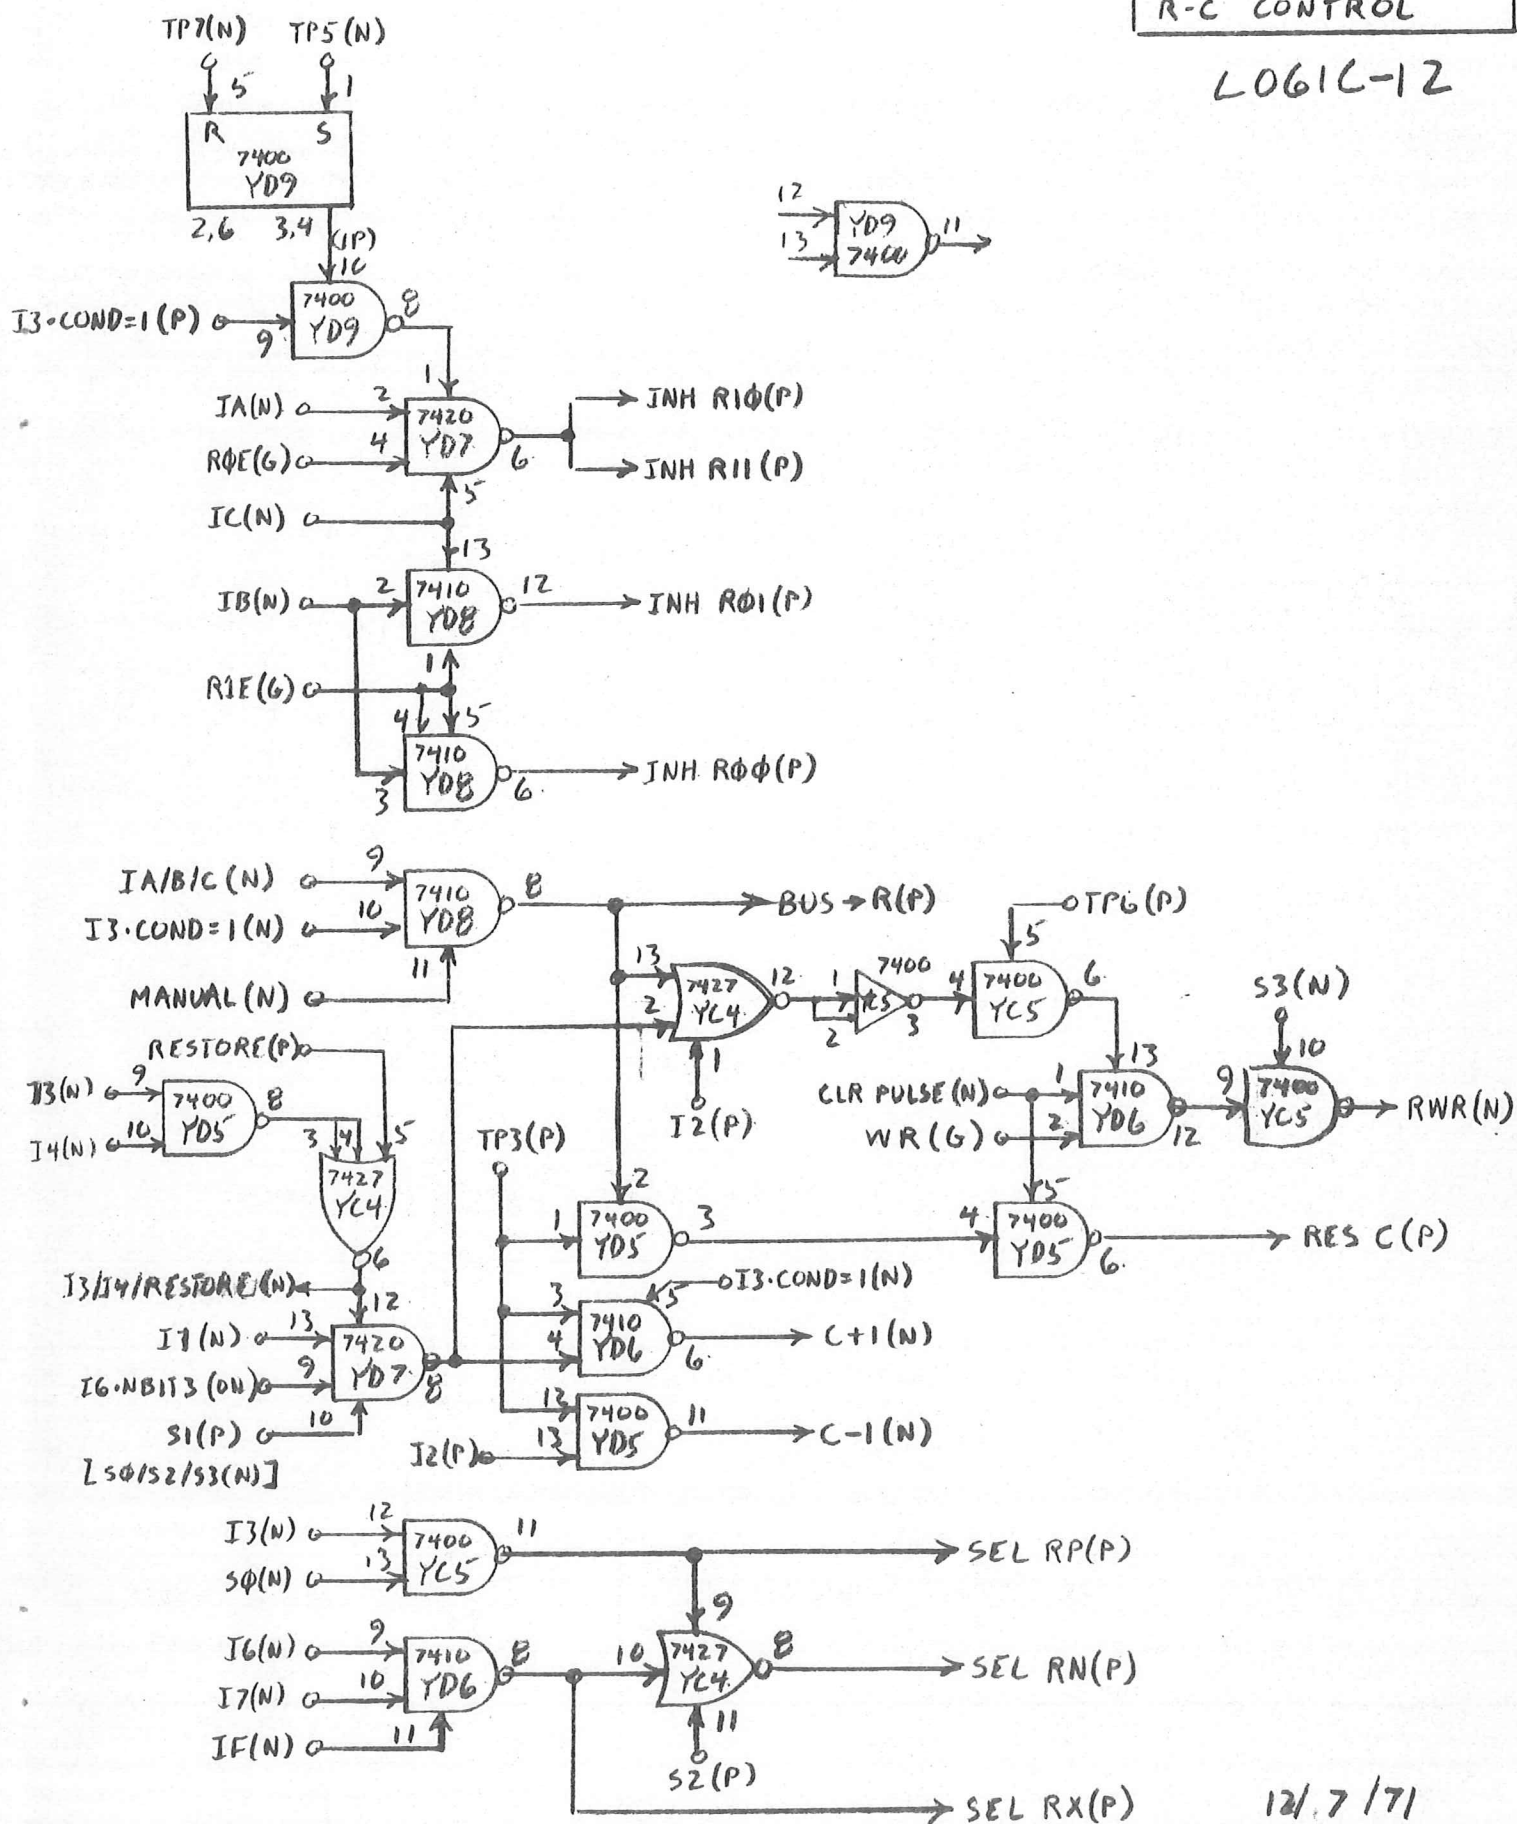 R-C CONTROL
LOGIC-12
TP7(N) TP5(N)
5 1
R S
7400
YD9
2,6 3,4
(1P)
10
12
13
YD9
7400
11
I3·COND=1(P)
9
7400
YD9
8
1
IA(N)
2
RΦE(G)
4
7420
YD7
6
INH R1Φ(P)
INH R11(P)
5
IC(N)
13
IB(N)
2
7410
YD8
12
INH RΦ1(P)
1
R1E(G)
4 5
7410
YD8
3
6
INH RΦΦ(P)
IA/B/C(N)
9
I3·COND=1(N)
10
7410
YD8
8
BUS→R(P)
11
MANUAL(N)
13
2
7427
YC4
12
1
I2(P)
1
2
7400
YC5
3
TP6(P)
5
4
7400
YC5
6
S3(N)
10
RESTORE(P)
I3(N)
9
I4(N)
10
7400
YD5
8
3 4 5
7427
YC4
6
CLR PULSE(N)
1
WR(G)
2
13
7410
YD6
12
9
7400
YC5
RWR(N)
TP3(P)
2
1
7400
YD5
3
5
4
7400
YD5
6
RES C(P)
I3/I4/RESTORE(N)
12
I1(N)
13
I6·NBIT3(ON)
9
7420
YD7
8
S1(P)
10
[SΦ/S2/S3(N)]
I3·COND=1(N)
5
3
4
7410
YD6
6
C+1(N)
12
I2(P)
13
7400
YD5
11
C-1(N)
I3(N)
12
SΦ(N)
13
7400
YC5
11
SEL RP(P)
9
I6(N)
9
I7(N)
10
IF(N)
11
7410
YD6
8
10
7427
YC4
8
SEL RN(P)
11
S2(P)
SEL RX(P)
12/7/71